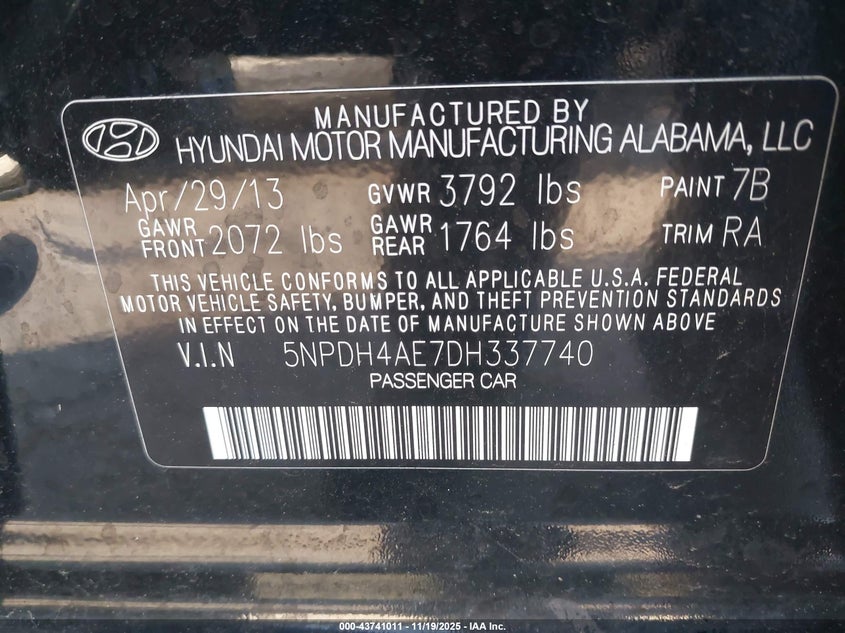 MANUFACTURED BY
HYUNDAI MOTOR MANUFACTURING ALABAMA, LLC
Apr/29/13 GVWR 3792 lbs PAINT 7B
GAWR FRONT 2072 lbs GAWR REAR 1764 lbs TRIM RA
THIS VEHICLE CONFORMS TO ALL APPLICABLE U.S.A. FEDERAL
MOTOR VEHICLE SAFETY, BUMPER, AND THEFT PREVENTION STANDARDS
IN EFFECT ON THE DATE OF MANUFACTURE SHOWN ABOVE
V.I.N 5NPDH4AE7DH337740
PASSENGER CAR
000-43741011 - 11/19/2025 - IAA Inc.